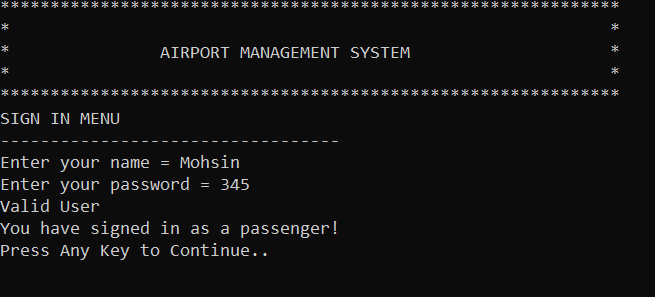 **************************************************************
*                                                            *
*               AIRPORT MANAGEMENT SYSTEM                    *
*                                                            *
**************************************************************
SIGN IN MENU
----------------------------------
Enter your name = Mohsin
Enter your password = 345
Valid User
You have signed in as a passenger!
Press Any Key to Continue..